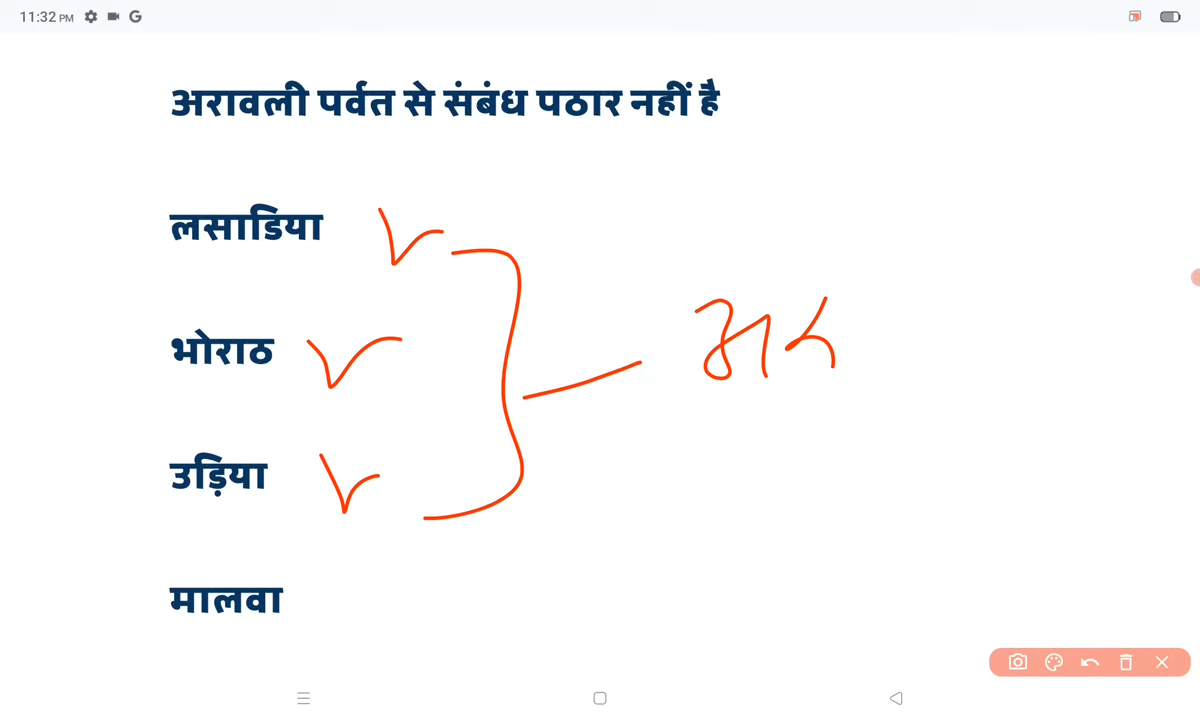 11:32 PM
अरावली पर्वत से संबंध पठार नहीं है
लसाडिया
भोराठ
उड़िया
मालवा